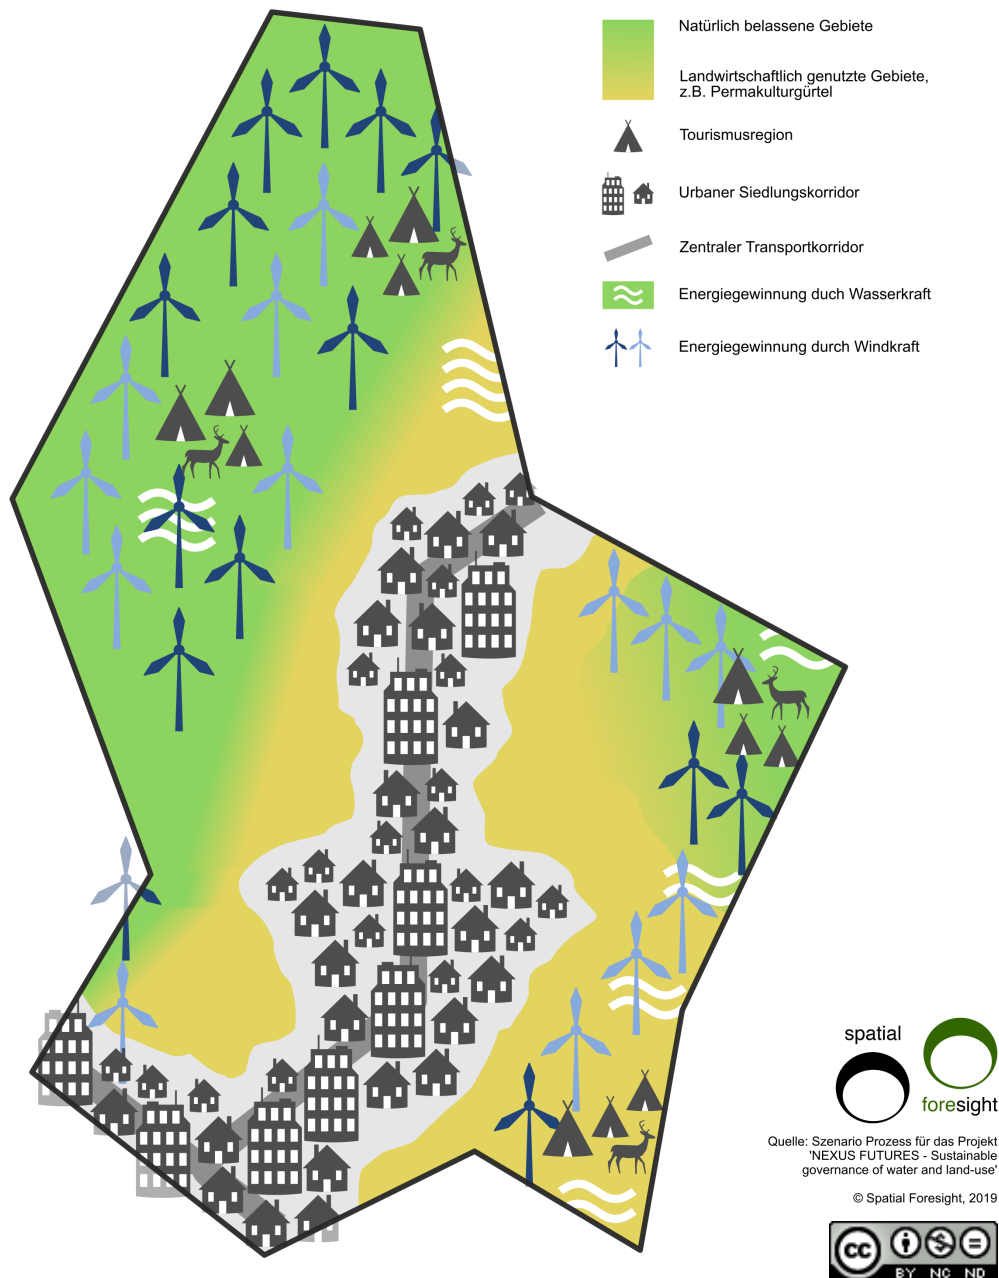 Natürlich belassene Gebiete
Landwirtschaftlich genutzte Gebiete,
z.B. Permakulturgürtel
Tourismusregion
Urbaner Siedlungskorridor
Zentraler Transportkorridor
Energiegewinnung duch Wasserkraft
Energiegewinnung durch Windkraft
spatial
foresight
Quelle: Szenario Prozess für das Projekt
'NEXUS FUTURES - Sustainable
governance of water and land-use'
© Spatial Foresight, 2019
cc
BY NC ND